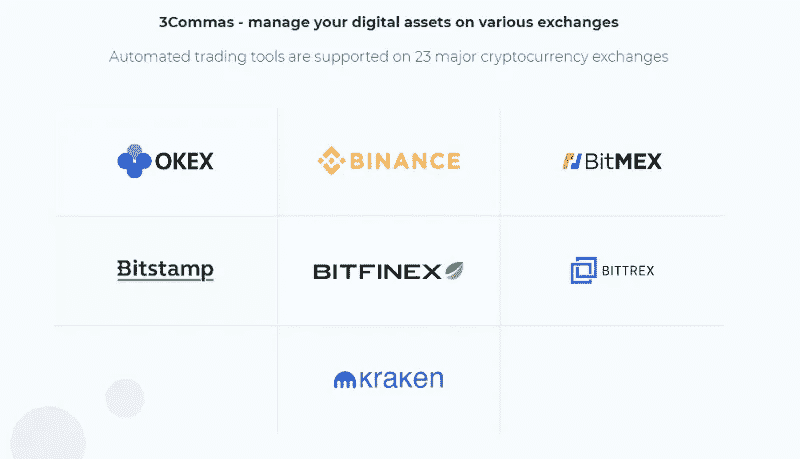 3Commas - manage your digital assets on various exchanges
Automated trading tools are supported on 23 major cryptocurrency exchanges
OKEX
BINANCE
BitMEX
Bitstamp
BITFINEX
BITTREX
kraken